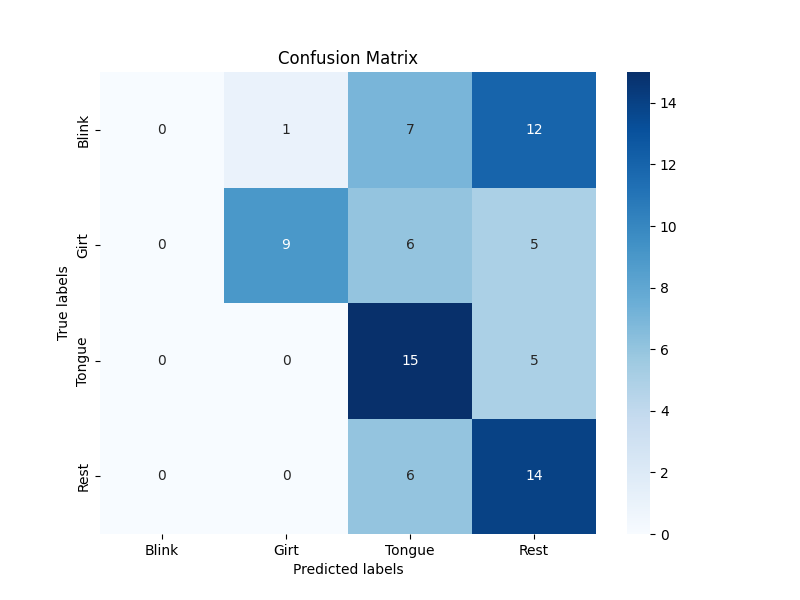 Confusion Matrix
True labels
Blink
0 1 7 12
Girt
0 9 6 5
Tongue
0 0 15 5
Rest
0 0 6 14
Blink Girt Tongue Rest
Predicted labels
14
12
10
8
6
4
2
0